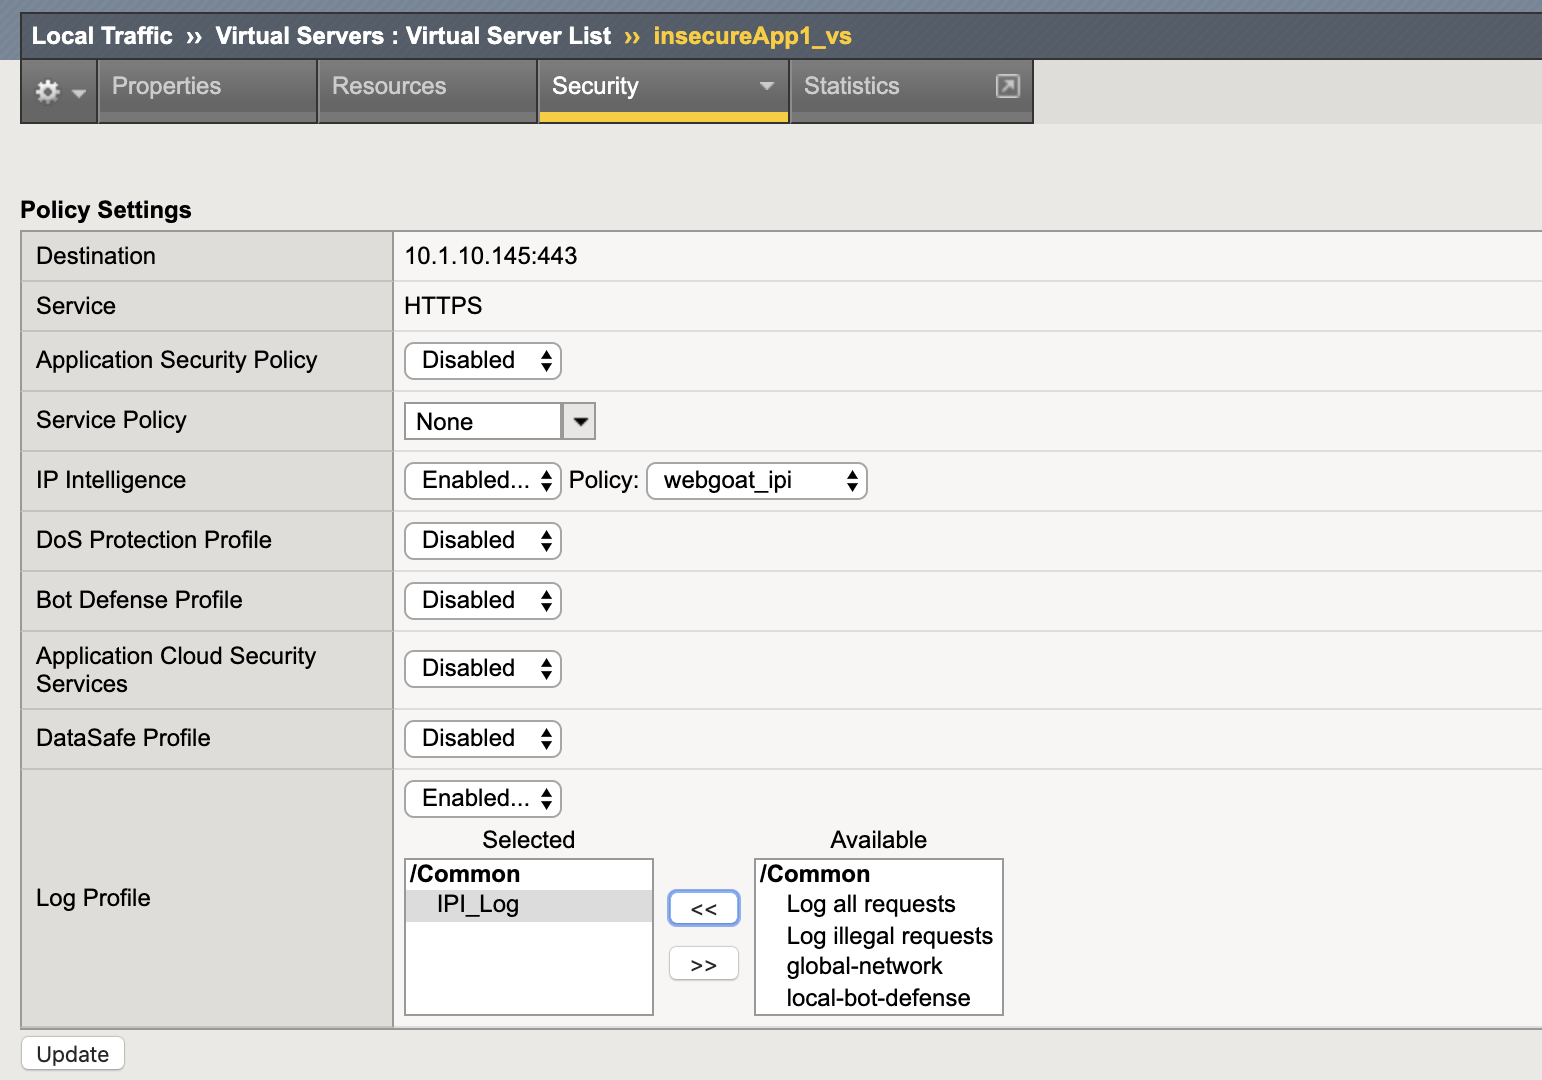 Local Traffic ›› Virtual Servers : Virtual Server List ›› insecureApp1_vs
Properties
Resources
Security
Statistics
Policy Settings
Destination
10.1.10.145:443
Service
HTTPS
Application Security Policy
Disabled
Service Policy
None
IP Intelligence
Enabled... Policy: webgoat_ipi
DoS Protection Profile
Disabled
Bot Defense Profile
Disabled
Application Cloud Security
Services
Disabled
DataSafe Profile
Disabled
Log Profile
Enabled...
Selected
/Common
IPI_Log
<<
>>
Available
/Common
Log all requests
Log illegal requests
global-network
local-bot-defense
Update